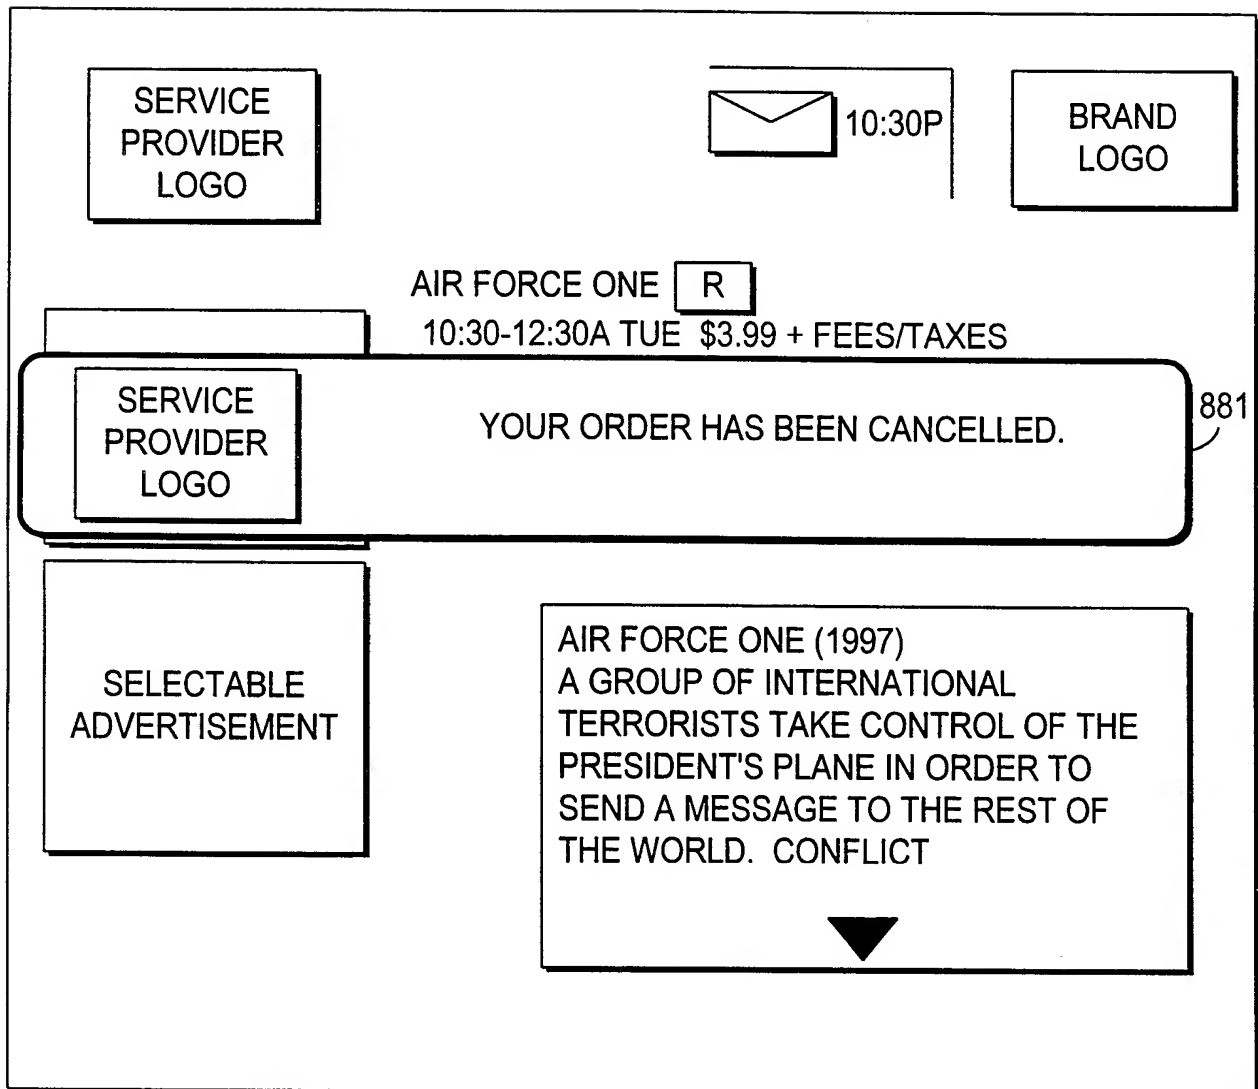 SERVICE
PROVIDER
LOGO
10:30P
BRAND
LOGO
AIR FORCE ONE R
10:30-12:30A TUE $3.99 + FEES/TAXES
SERVICE
PROVIDER
LOGO
YOUR ORDER HAS BEEN CANCELLED.
881
SELECTABLE
ADVERTISEMENT
AIR FORCE ONE (1997)
A GROUP OF INTERNATIONAL
TERRORISTS TAKE CONTROL OF THE
PRESIDENT'S PLANE IN ORDER TO
SEND A MESSAGE TO THE REST OF
THE WORLD. CONFLICT